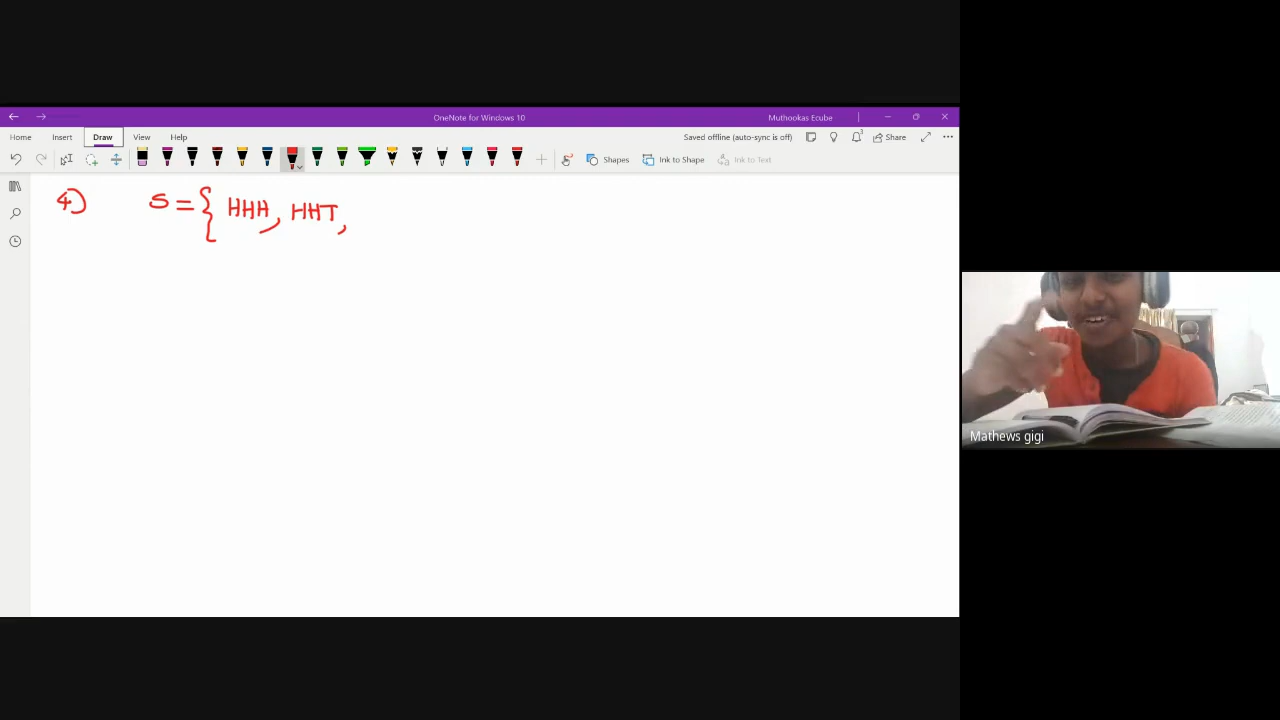 OneNote for Windows 10
Muthookas Ecube
Home Insert Draw View Help
Saved offline (auto-sync is off)
3
Share
Shapes
Ink to Shape
Ink to Text
4) S = { HHH, HHT,
Mathews gigi